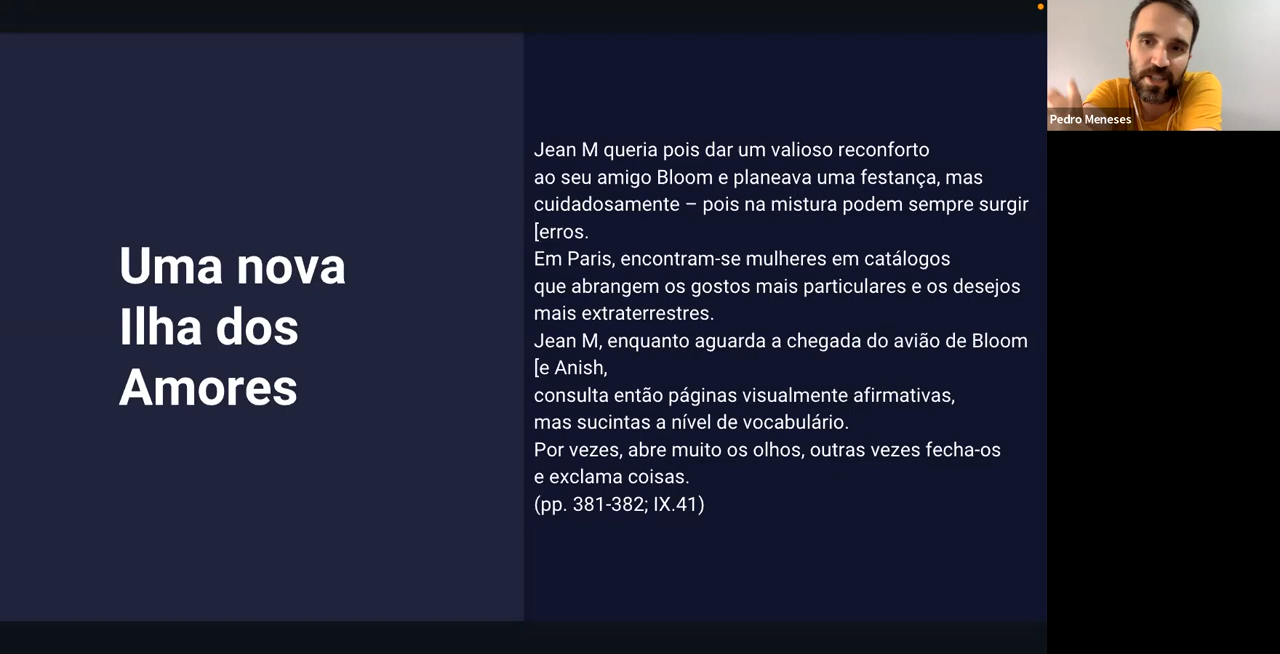 Uma nova
Ilha dos
Amores
Jean M queria pois dar um valioso reconforto
ao seu amigo Bloom e planeava uma festança, mas
cuidadosamente – pois na mistura podem sempre surgir
[erros.
Em Paris, encontram-se mulheres em catálogos
que abrangem os gostos mais particulares e os desejos
mais extraterrestres.
Jean M, enquanto aguarda a chegada do avião de Bloom
[e Anish,
consulta então páginas visualmente afirmativas,
mas sucintas a nível de vocabulário.
Por vezes, abre muito os olhos, outras vezes fecha-os
e exclama coisas.
(pp. 381-382; IX.41)
Pedro Meneses